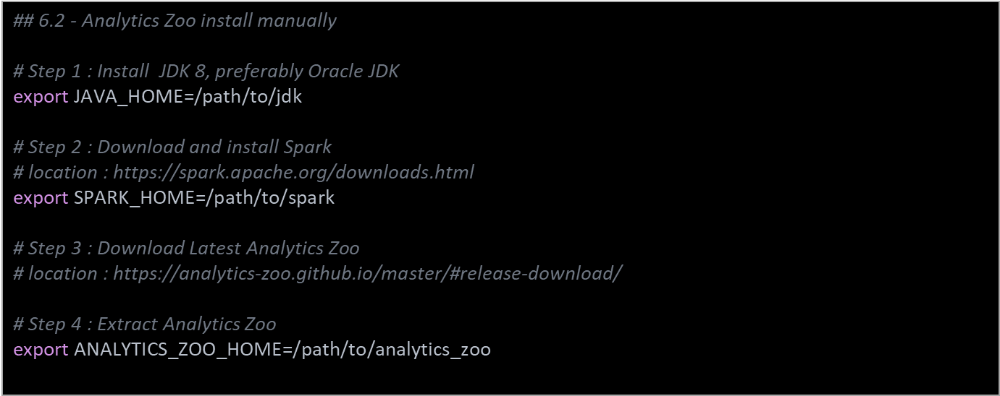 ## 6.2 - Analytics Zoo install manually
# Step 1 : Install  JDK 8, preferably Oracle JDK
export JAVA_HOME=/path/to/jdk
# Step 2 : Download and install Spark
# location : https://spark.apache.org/downloads.html
export SPARK_HOME=/path/to/spark
# Step 3 : Download Latest Analytics Zoo
# location : https://analytics-zoo.github.io/master/#release-download/
# Step 4 : Extract Analytics Zoo
export ANALYTICS_ZOO_HOME=/path/to/analytics_zoo